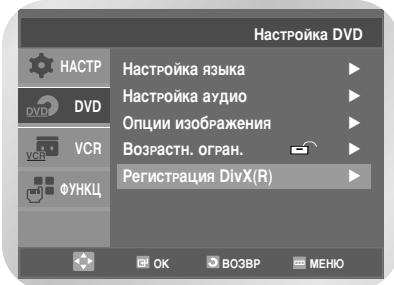 Настройка DVD
НАСТР
DVD
VCR
ФУНКЦ
Настройка языка
Настройка аудио
Опции изображения
Возрастн. огран.
Регистрация DivX(R)
DVD
VCR
ОК
ВОЗВР
МЕНЮ